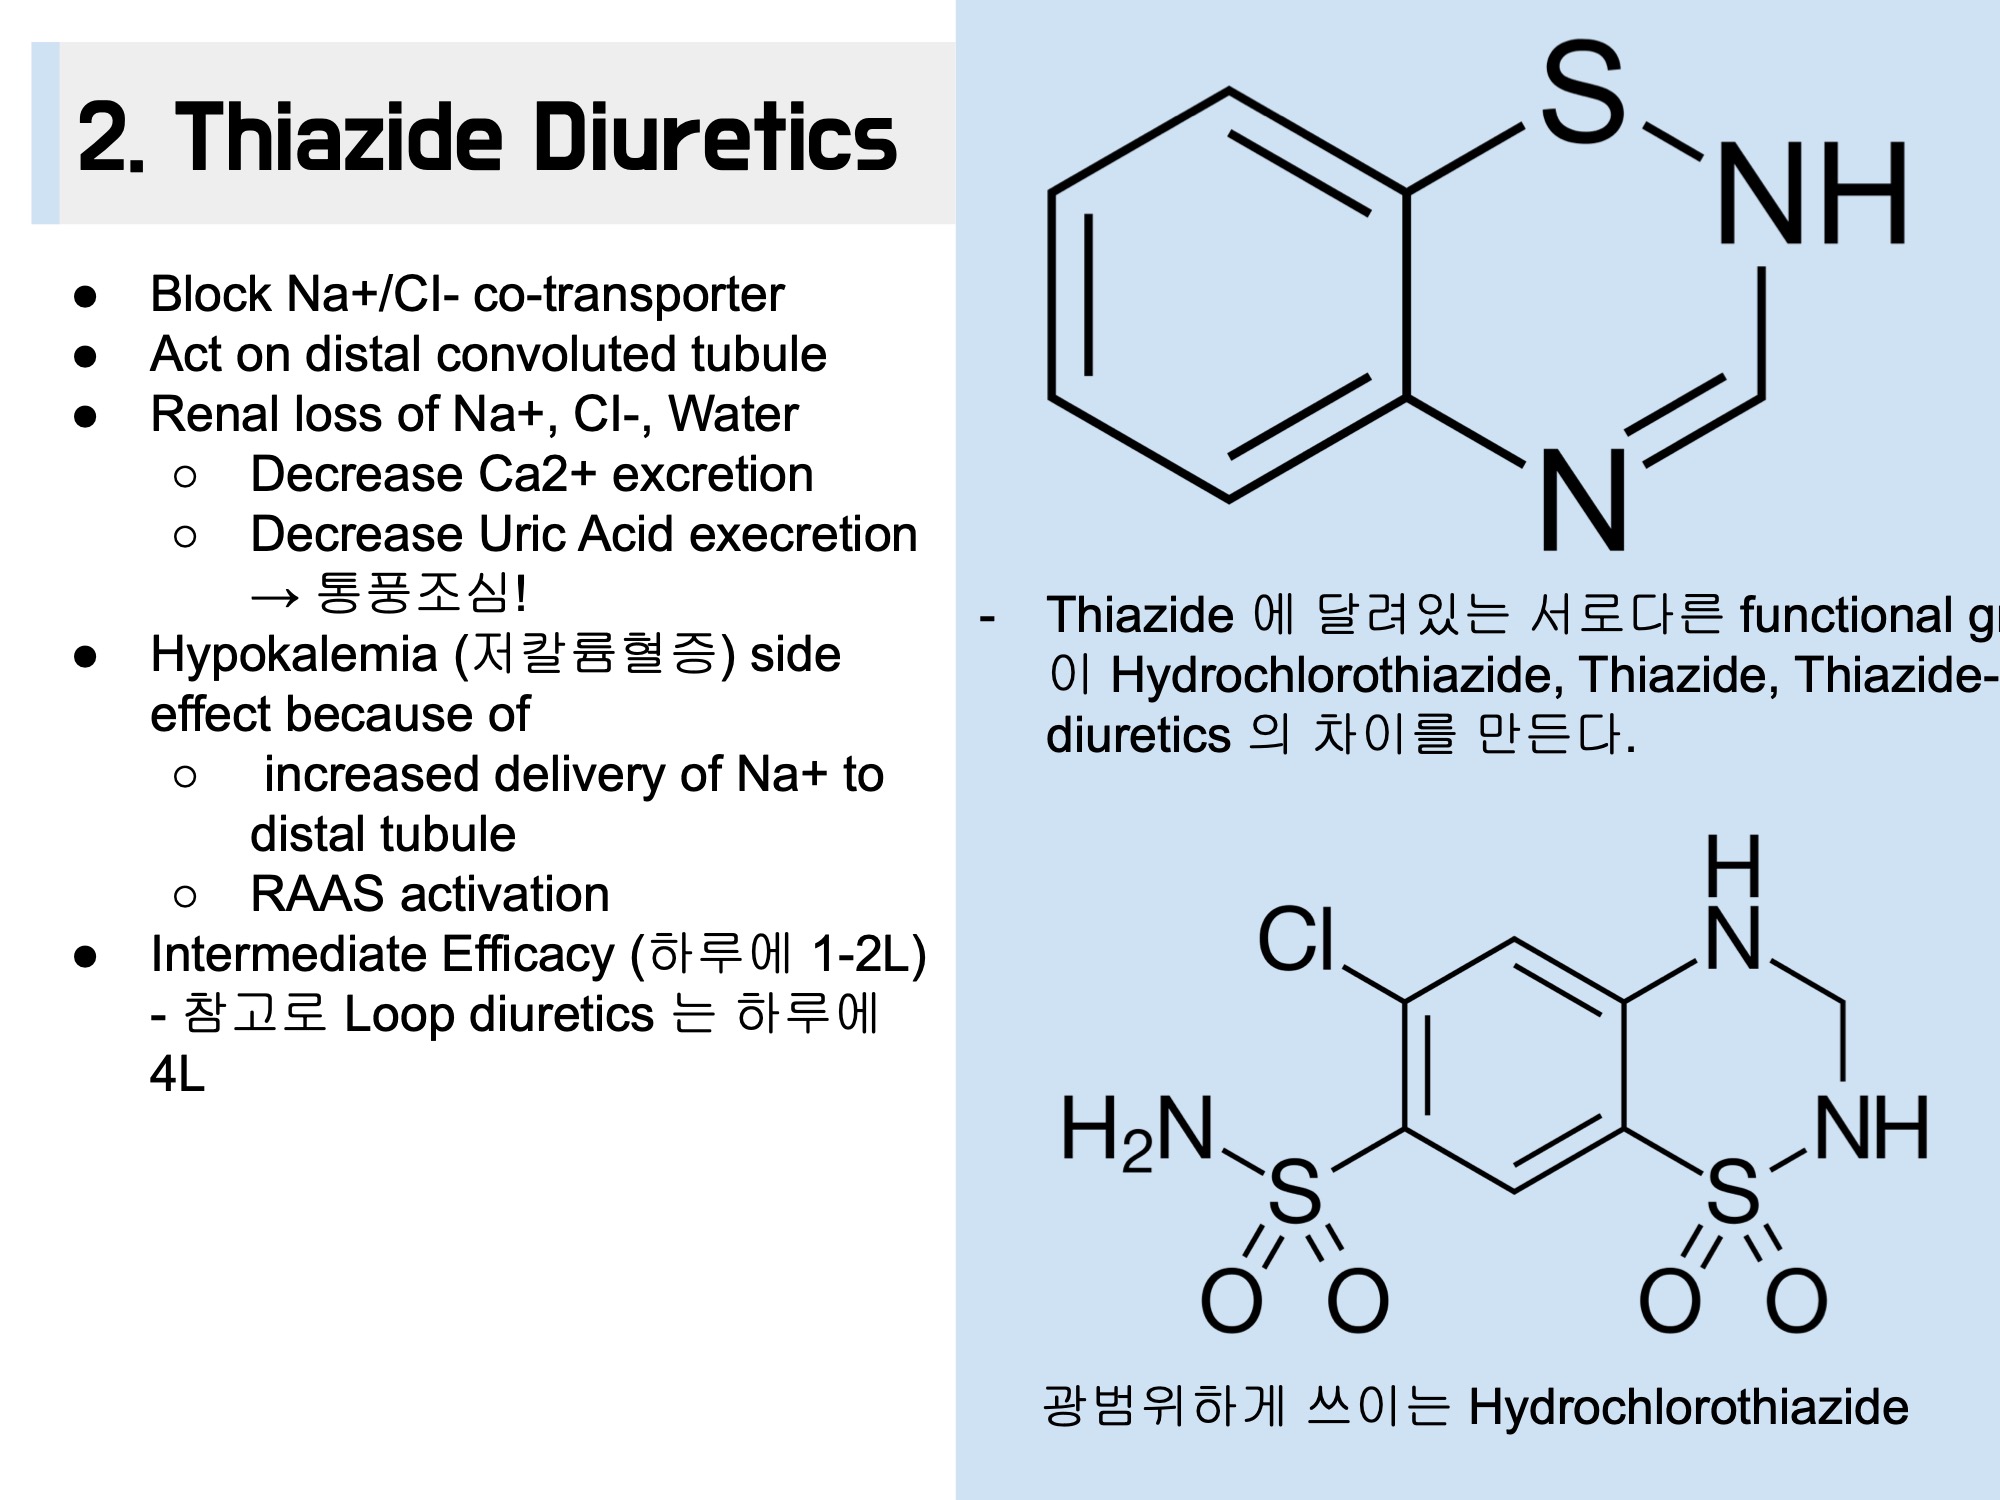 2. Thiazide Diuretics
● Block Na+/Cl- co-transporter
● Act on distal convoluted tubule
● Renal loss of Na+, Cl-, Water
○ Decrease Ca2+ excretion
○ Decrease Uric Acid execretion
→ 통풍조심!
● Hypokalemia (저칼륨혈증) side
effect because of
○ increased delivery of Na+ to
distal tubule
○ RAAS activation
● Intermediate Efficacy (하루에 1-2L)
- 참고로 Loop diuretics 는 하루에
4L
S
NH
N
- Thiazide 에 달려있는 서로다른 functional
이 Hydrochlorothiazide, Thiazide, Thiazide-
diuretics 의 차이를 만든다.
H
N
Cl
H2N
NH
S
S
O O
O O
광범위하게 쓰이는 Hydrochlorothiazide